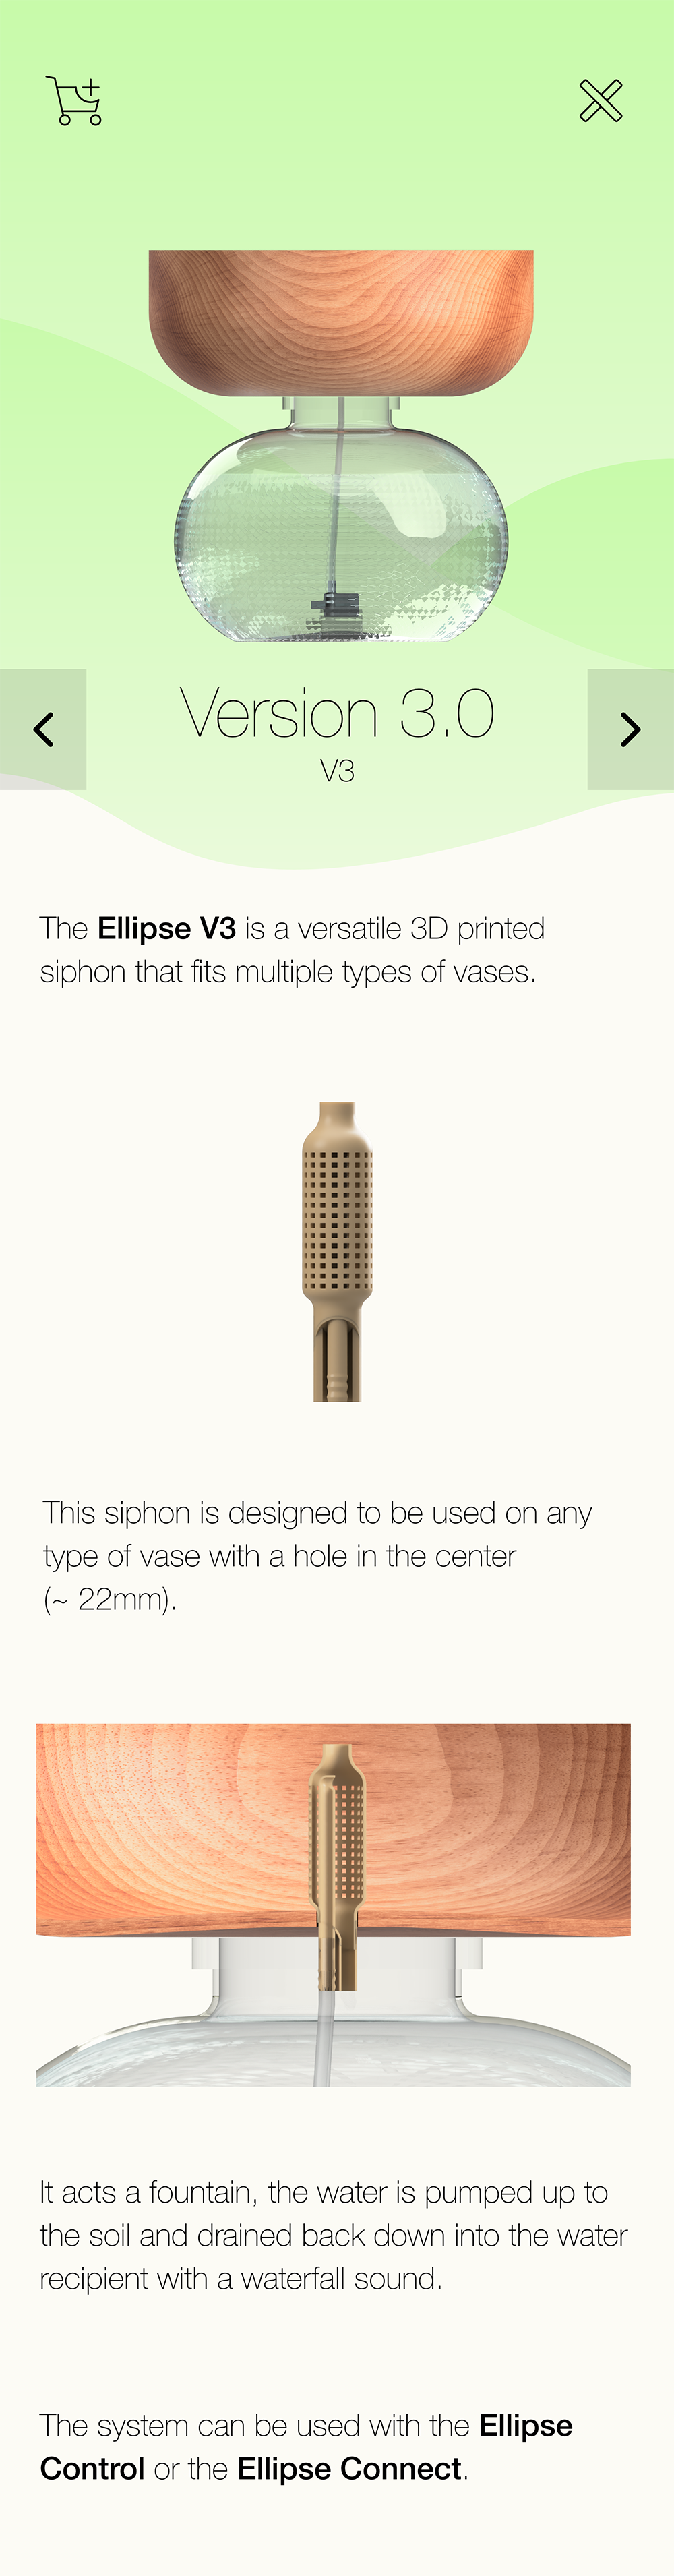 Version 3.0
V3
The Ellipse V3 is a versatile 3D printed
siphon that fits multiple types of vases.
This siphon is designed to be used on any
type of vase with a hole in the center
(~ 22mm).
It acts a fountain, the water is pumped up to
the soil and drained back down into the water
recipient with a waterfall sound.
The system can be used with the Ellipse
Control or the Ellipse Connect.